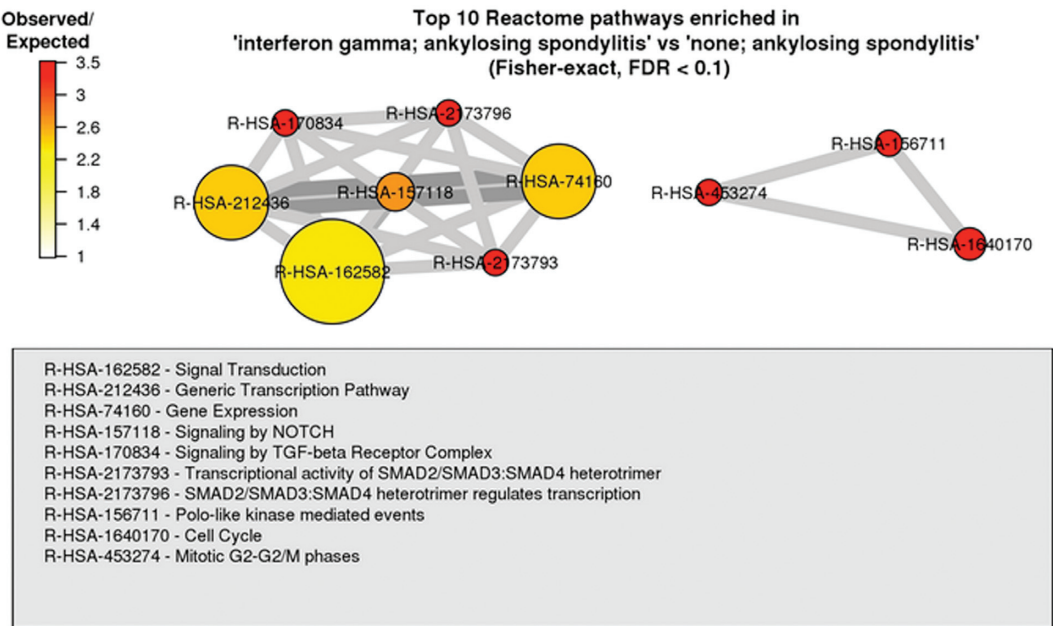 Observed/
Expected
3.5
3
2.6
2.2
1.8
1.4
1
Top 10 Reactome pathways enriched in
'interferon gamma; ankylosing spondylitis' vs 'none; ankylosing spondylitis'
(Fisher-exact, FDR < 0.1)
R-HSA-170834
R-HSA-2173796
R-HSA-212436
R-HSA-157118
R-HSA-74160
R-HSA-162582
R-HSA-2173793
R-HSA-156711
R-HSA-453274
R-HSA-1640170
R-HSA-162582 - Signal Transduction
R-HSA-212436 - Generic Transcription Pathway
R-HSA-74160 - Gene Expression
R-HSA-157118 - Signaling by NOTCH
R-HSA-170834 - Signaling by TGF-beta Receptor Complex
R-HSA-2173793 - Transcriptional activity of SMAD2/SMAD3:SMAD4 heterotrimer
R-HSA-2173796 - SMAD2/SMAD3:SMAD4 heterotrimer regulates transcription
R-HSA-156711 - Polo-like kinase mediated events
R-HSA-1640170 - Cell Cycle
R-HSA-453274 - Mitotic G2-G2/M phases